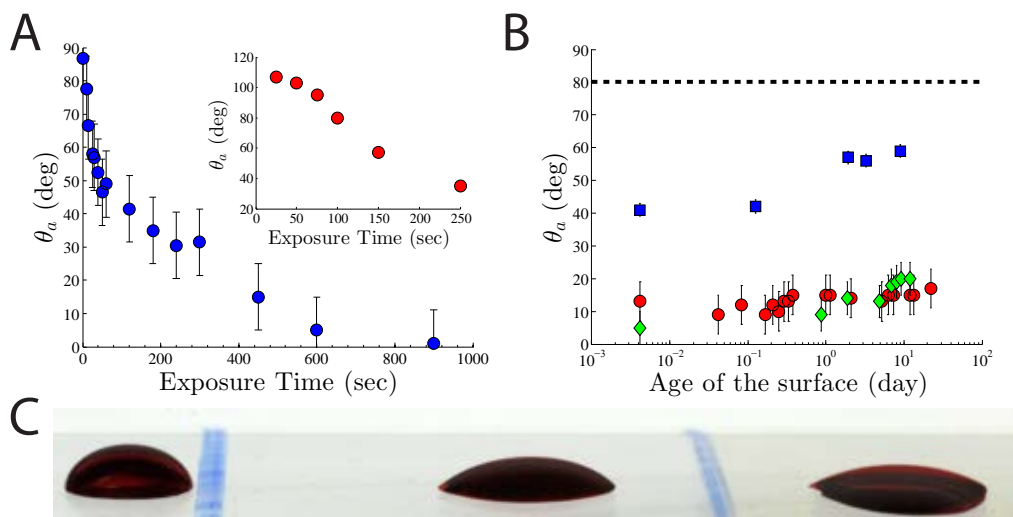 A
90
80
70
60
50
40
30
20
10
0
θa (deg)
0 200 400 600 800 1000
Exposure Time (sec)
120
100
80
60
40
20
θa (deg)
0 50 100 150 200 250
Exposure Time (sec)
B
90
80
70
60
50
40
30
20
10
0
θa (deg)
10⁻³ 10⁻² 10⁻¹ 10⁰ 10¹ 10²
Age of the surface (day)
C